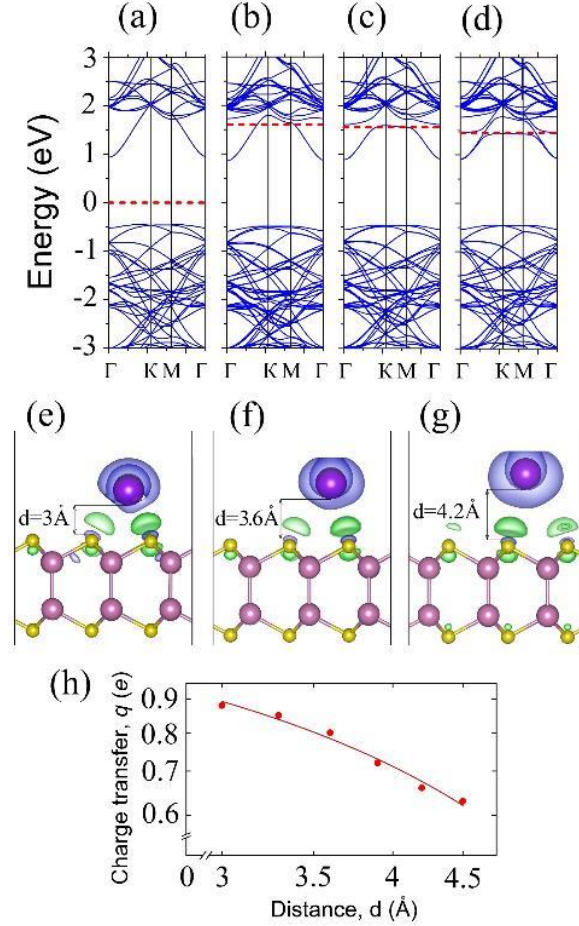 (a) (b) (c) (d)
3
2
1
0
-1
-2
-3
Energy (eV)
Γ K M Γ Γ K M Γ Γ K M Γ Γ K M Γ
(e) (f) (g)
d=3Å d=3.6Å d=4.2Å
(h)
0.9
0.8
0.7
0.6
Charge transfer, q (e)
0 3 3.5 4 4.5
Distance, d (Å)